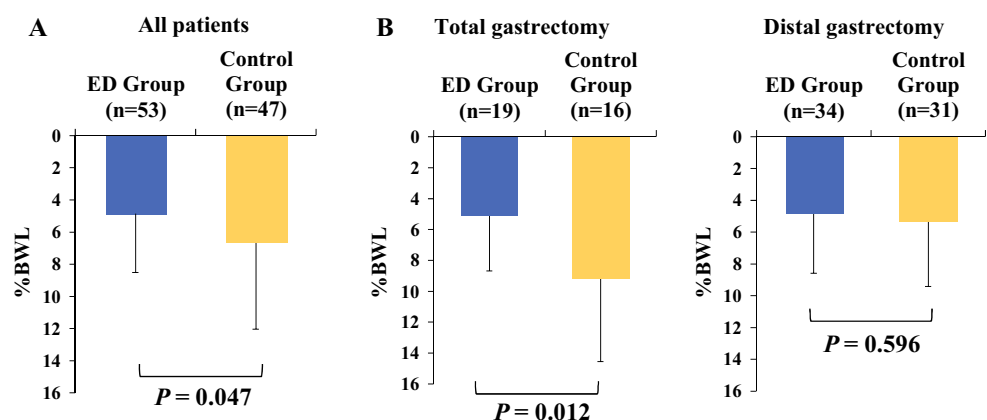 A
All patients
ED Group
(n=53)
Control
Group
(n=47)
%BWL
0
2
4
6
8
10
12
14
16
P = 0.047
B
Total gastrectomy
ED Group
(n=19)
Control
Group
(n=16)
%BWL
0
2
4
6
8
10
12
14
16
P = 0.012
Distal gastrectomy
ED Group
(n=34)
Control
Group
(n=31)
%BWL
0
2
4
6
8
10
12
14
16
P = 0.596